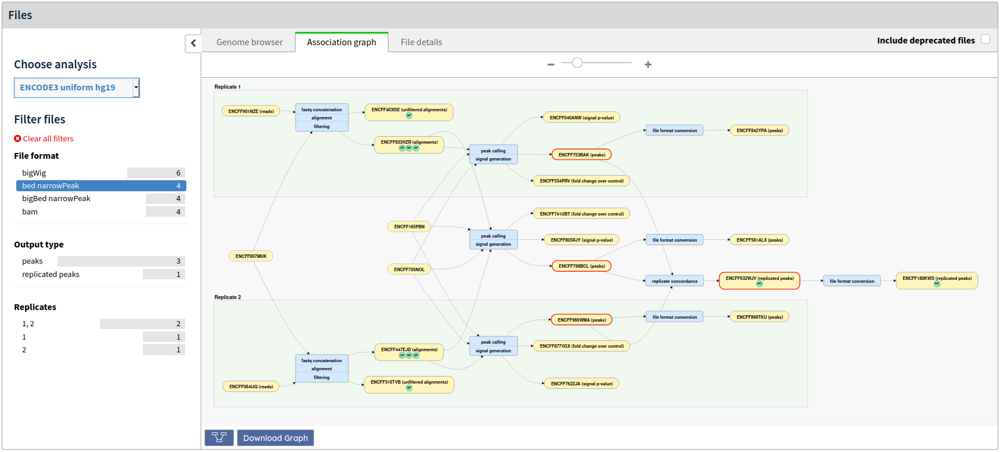 Files
Genome browser
Association graph
File details
Include deprecated files
Choose analysis
ENCODE3 uniform hg19
Filter files
Clear all filters
File format
bigWig 6
bed narrowPeak 4
bigBed narrowPeak 4
bam 4
Output type
peaks 3
replicated peaks 1
Replicates
1, 2 2
1 1
2 1
Replicate 1
ENCFF901NZE (reads)
fastq concatenation
alignment
filtering
ENCFF403ISE (unfiltered alignments)
SF
ENCFF833HZR (alignments)
CF SF SF
peak calling
signal generation
ENCFF040ANW (signal p-value)
ENCFF753BAK (peaks)
ENCFF554PRV (fold change over control)
file format conversion
ENCFF842YPA (peaks)
ENCFF807MUK
ENCFF165PBN
ENCFF705NOL
peak calling
signal generation
ENCFF741UBT (fold change over control)
ENCFF805RJY (signal p-value)
ENCFF768BCL (peaks)
file format conversion
ENCFF581ALX (peaks)
replicate concordance
ENCFF632WJV (replicated peaks)
HC
file format conversion
ENCFF180KWD (replicated peaks)
HC
Replicate 2
ENCFF084IJQ (reads)
fastq concatenation
alignment
filtering
ENCFF447EJD (alignments)
CF SF SF
ENCFF310TVB (unfiltered alignments)
SF
peak calling
signal generation
ENCFF966WMA (peaks)
ENCFF877VGX (fold change over control)
ENCFF762ZJA (signal p-value)
file format conversion
ENCFF898TKU (peaks)
Download Graph